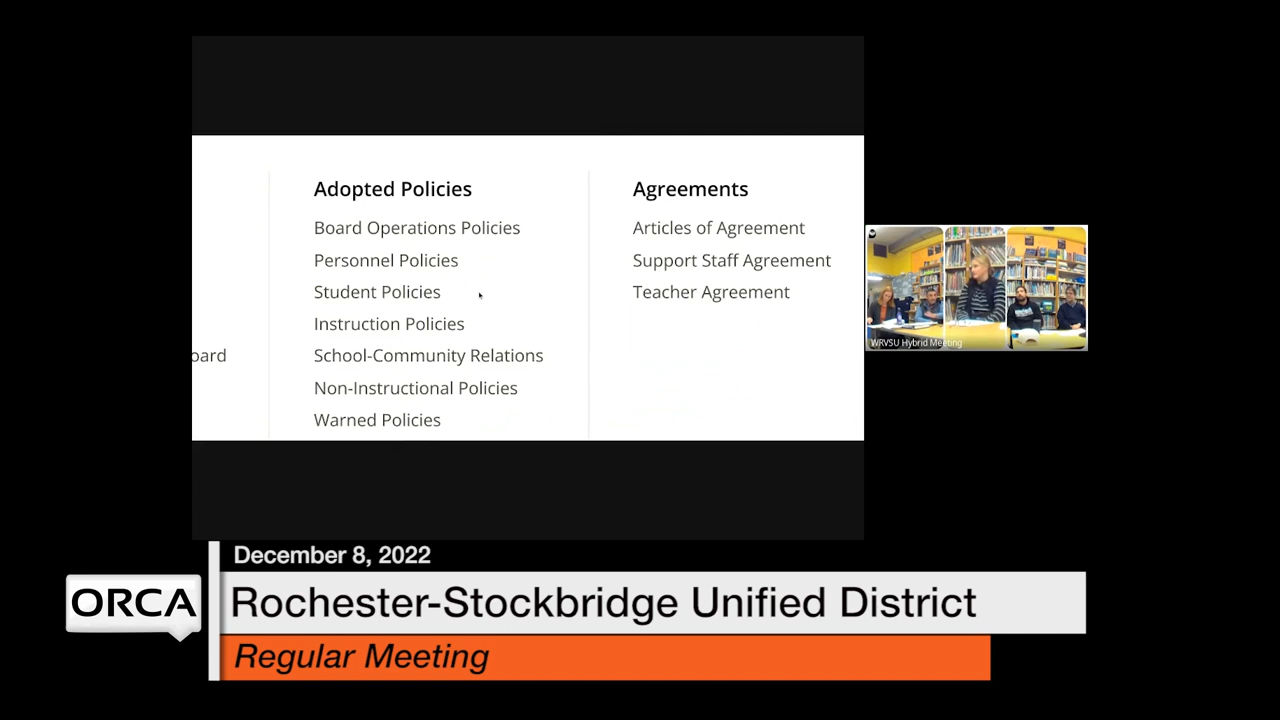 Adopted Policies
Board Operations Policies
Personnel Policies
Student Policies
Instruction Policies
School-Community Relations
Non-Instructional Policies
Warned Policies
Agreements
Articles of Agreement
Support Staff Agreement
Teacher Agreement
oard
WRVSU Hybrid Meeting
December 8, 2022
ORCA
Rochester-Stockbridge Unified District
Regular Meeting